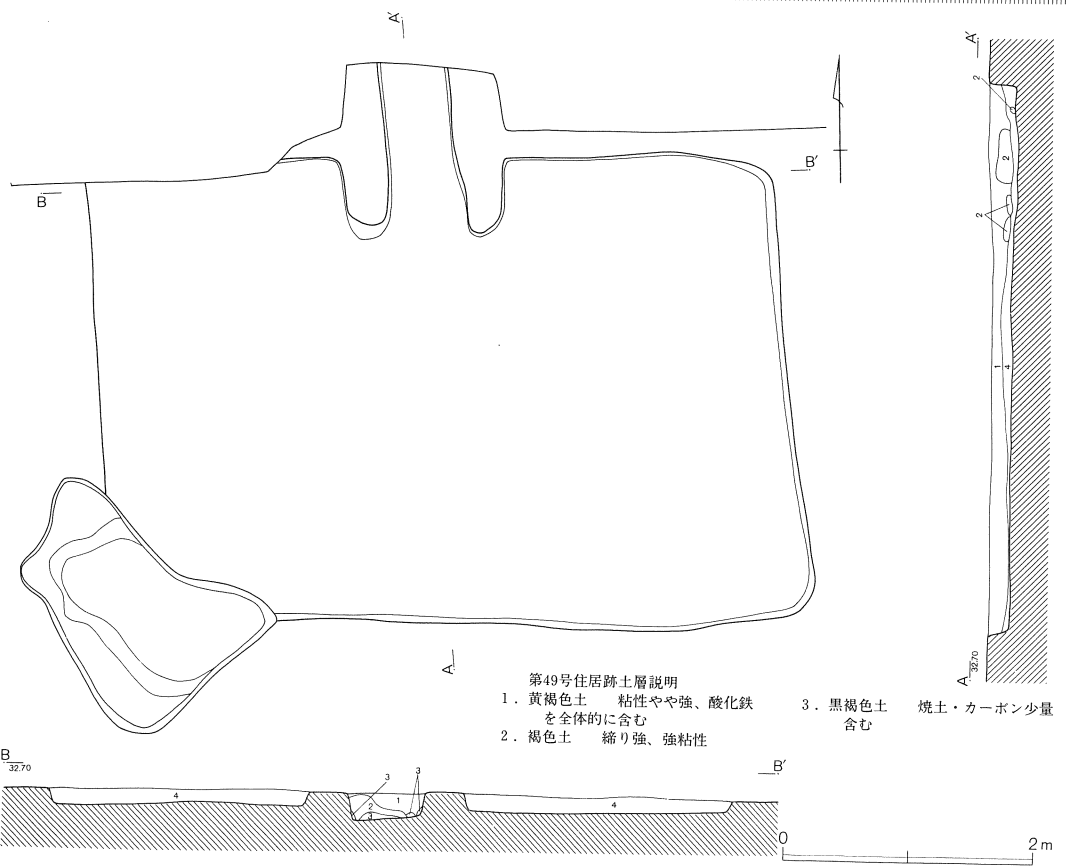 A′
A′
2
B
B′
2
2
1
4
A
A
32.70
第49号住居跡土層説明
1．黄褐色土　粘性やや強、酸化鉄
を全体的に含む
2．褐色土　締り強、強粘性
3．黒褐色土　焼土・カーボン少量
含む
B
32.70
B′
3
3
4
1
2
3
4
0
2m